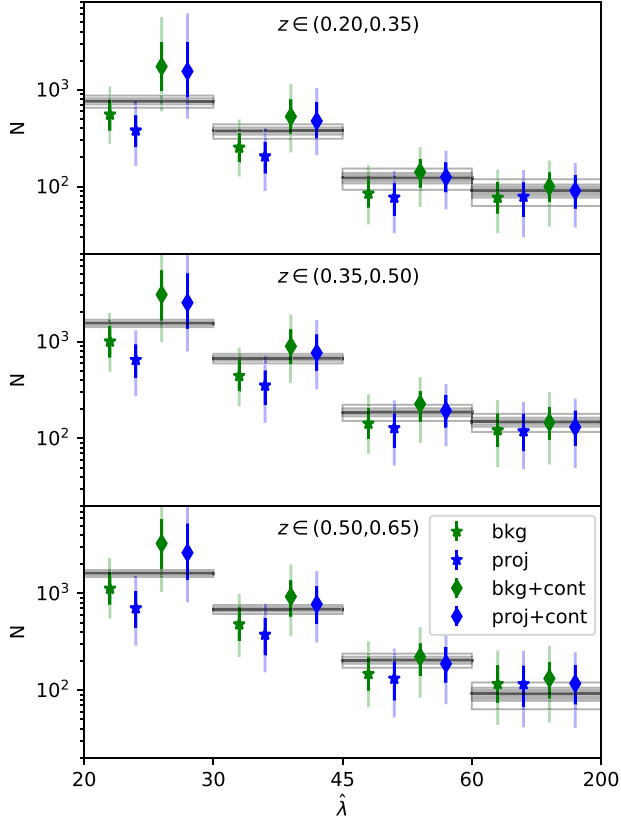 z ∈ (0.20,0.35)
10³
N
10²
z ∈ (0.35,0.50)
10³
N
10²
z ∈ (0.50,0.65)
bkg
proj
bkg+cont
proj+cont
10³
N
10²
20 30 45 60 200
λ̂